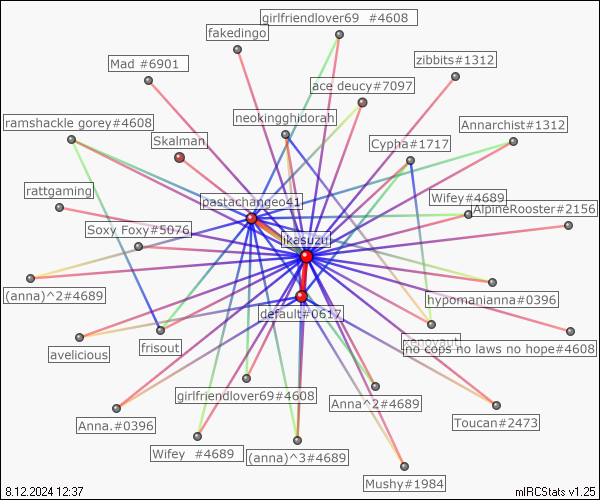 girlfriendlover69 #4608
fakedingo
zibbits#1312
Mad #6901
ace deucy#7097
neokingghidorah
ramshackle gorey#4608
Annarchist#1312
Skalman
Cypha#1717
rattgaming
Wifey#4689
pastachangeo41
AlpineRooster#2156
Soxy Foxy#5076
ikasuzu
(anna)^2#4689
hypomanianna#0396
default#0617
xenovaut
avelicious
frisout
no cops no laws no hope#4608
girlfriendlover69#4608
Anna^2#4689
Anna.#0396
Toucan#2473
Wifey #4689
(anna)^3#4689
Mushy#1984
8.12.2024 12:37
mIRCStats v1.25